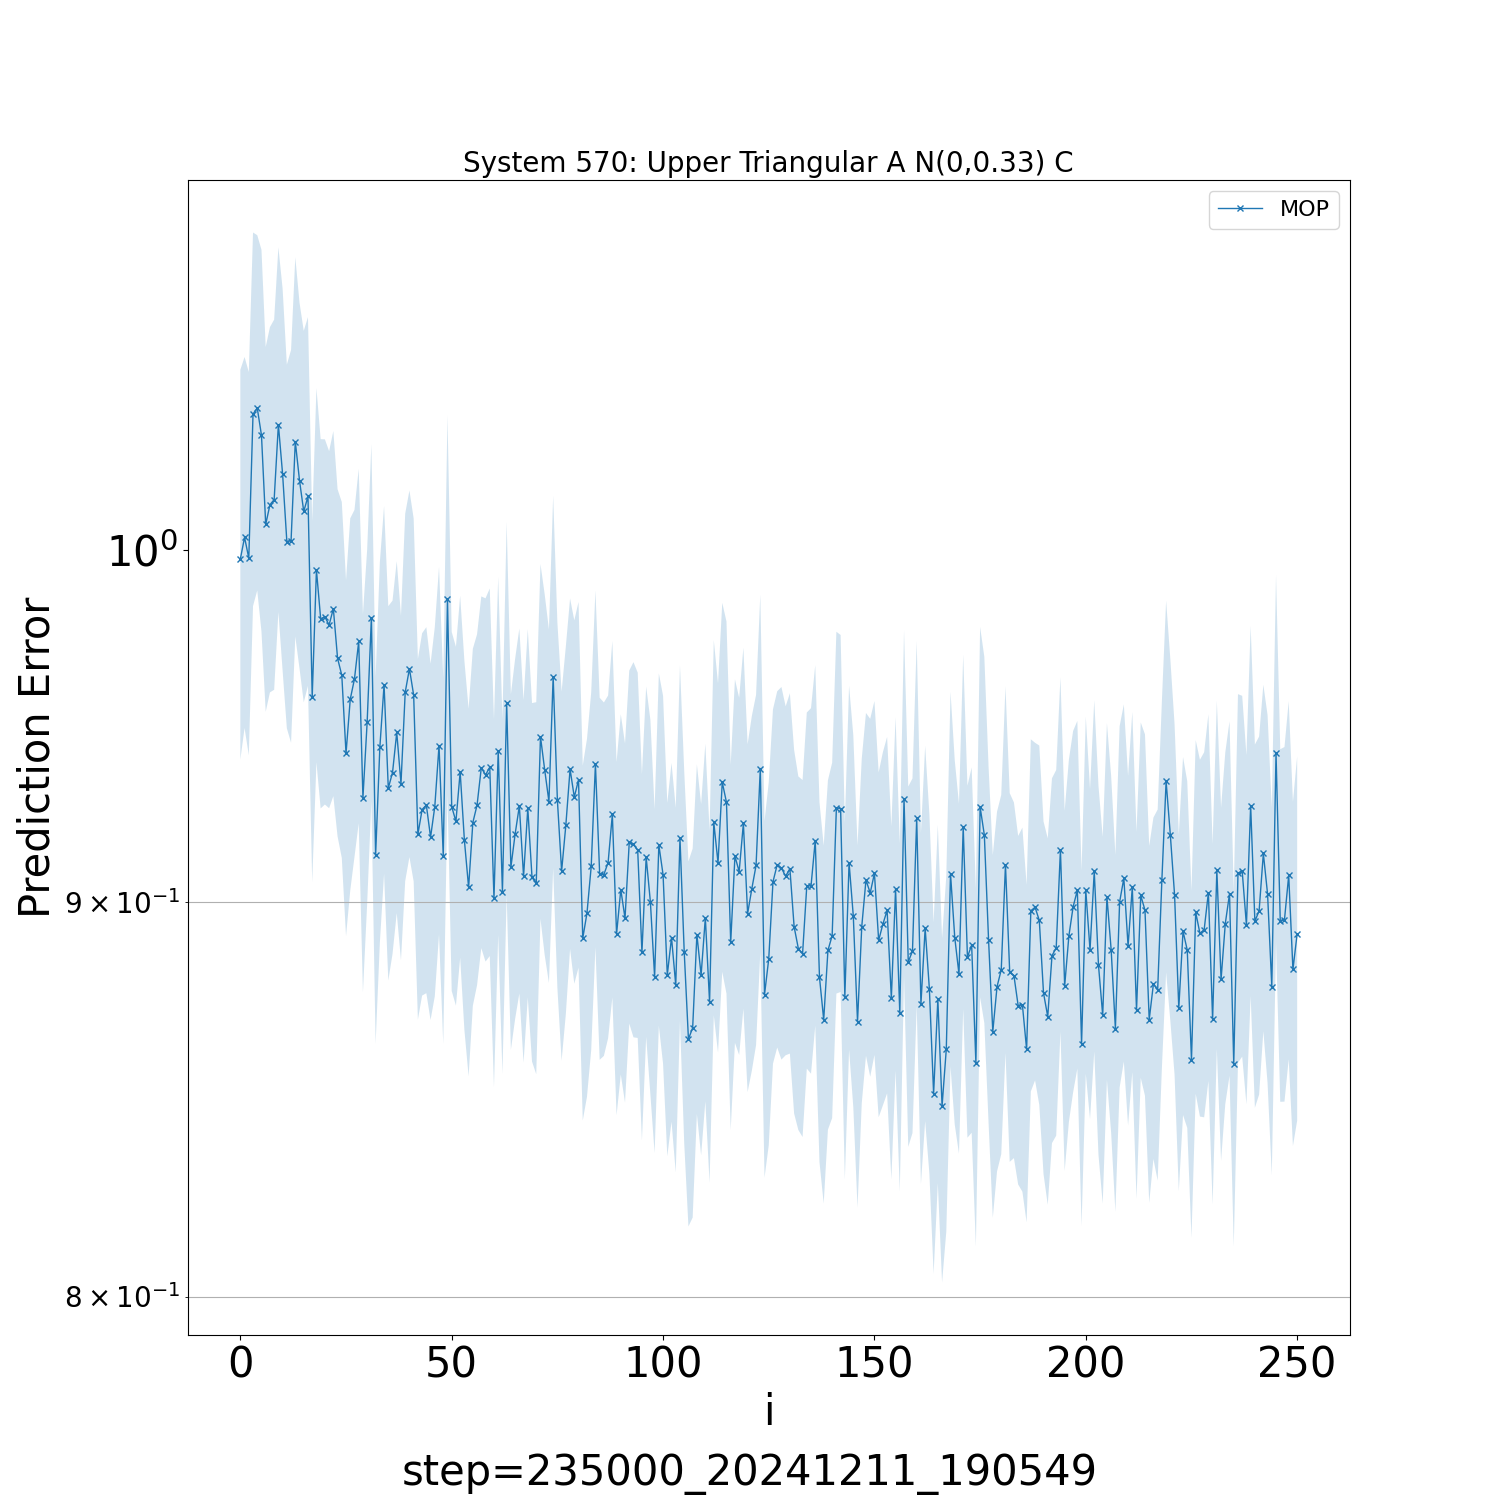 System 570: Upper Triangular A N(0,0.33) C
MOP
Prediction Error
10⁰
9 × 10⁻¹
8 × 10⁻¹
0 50 100 150 200 250
i
step=235000_20241211_190549